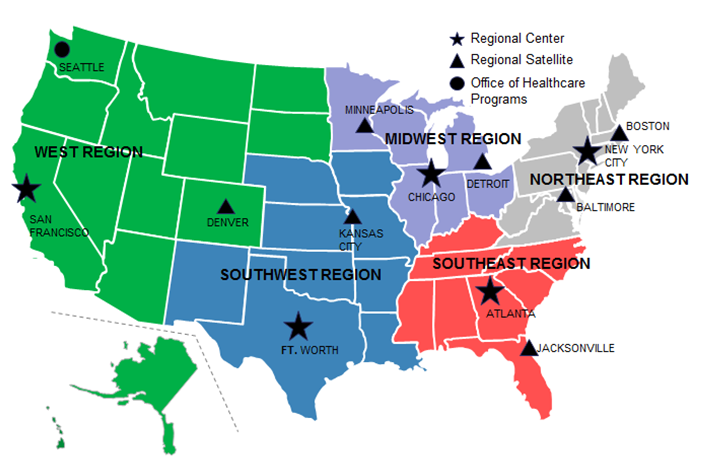 Regional Center
Regional Satellite
Office of Healthcare
Programs
SEATTLE
MINNEAPOLIS
BOSTON
MIDWEST REGION
WEST REGION
NEW YORK
CITY
NORTHEAST REGION
DETROIT
CHICAGO
BALTIMORE
SAN
FRANCISCO
DENVER
KANSAS
CITY
SOUTHWEST REGION
SOUTHEAST REGION
ATLANTA
FT. WORTH
JACKSONVILLE